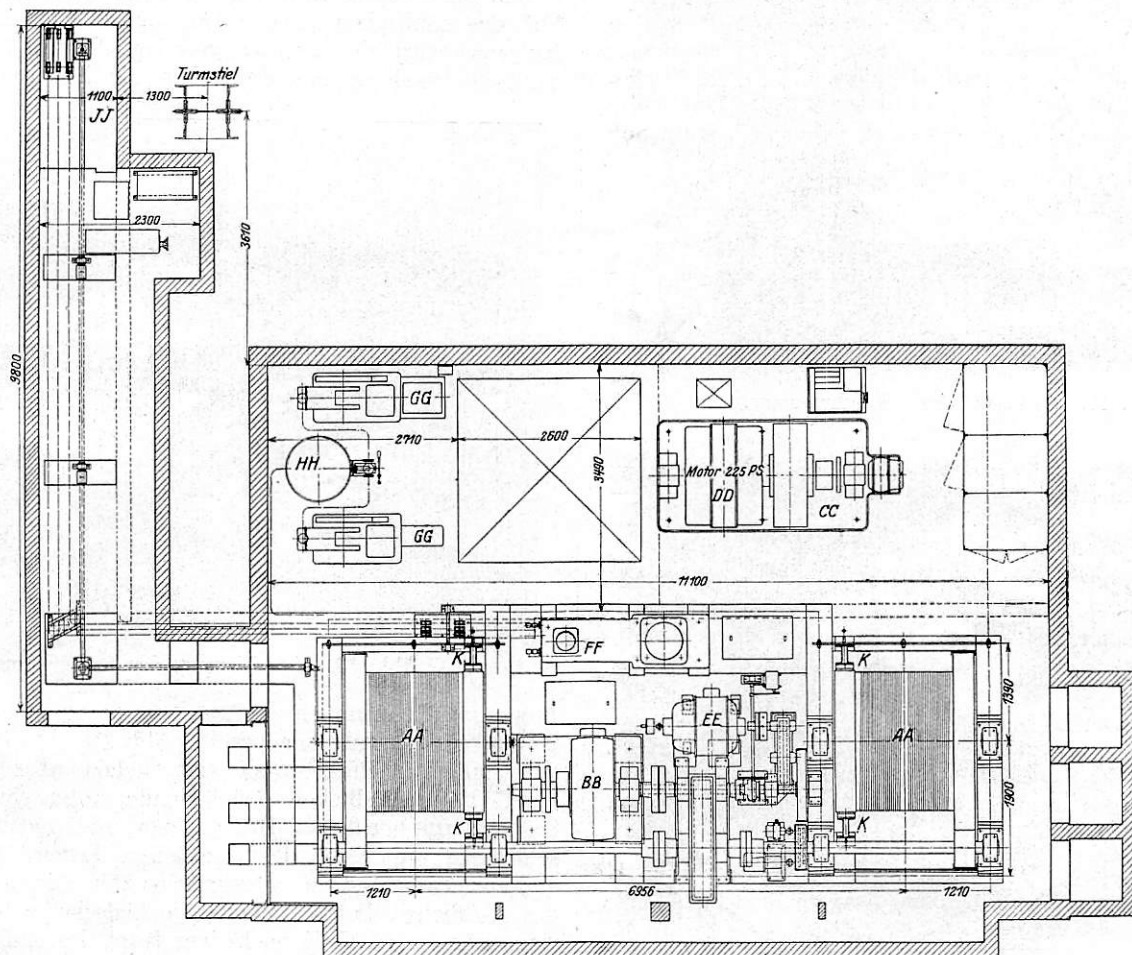 Turmstiel
1100
1300
JJ
2300
3610
9800
GG
2710
2600
3490
HH
Motor 225 PS
DD
CC
GG
11100
FF
K
K
1390
AA
EE
AA
BB
1900
K
K
1210
6956
1210